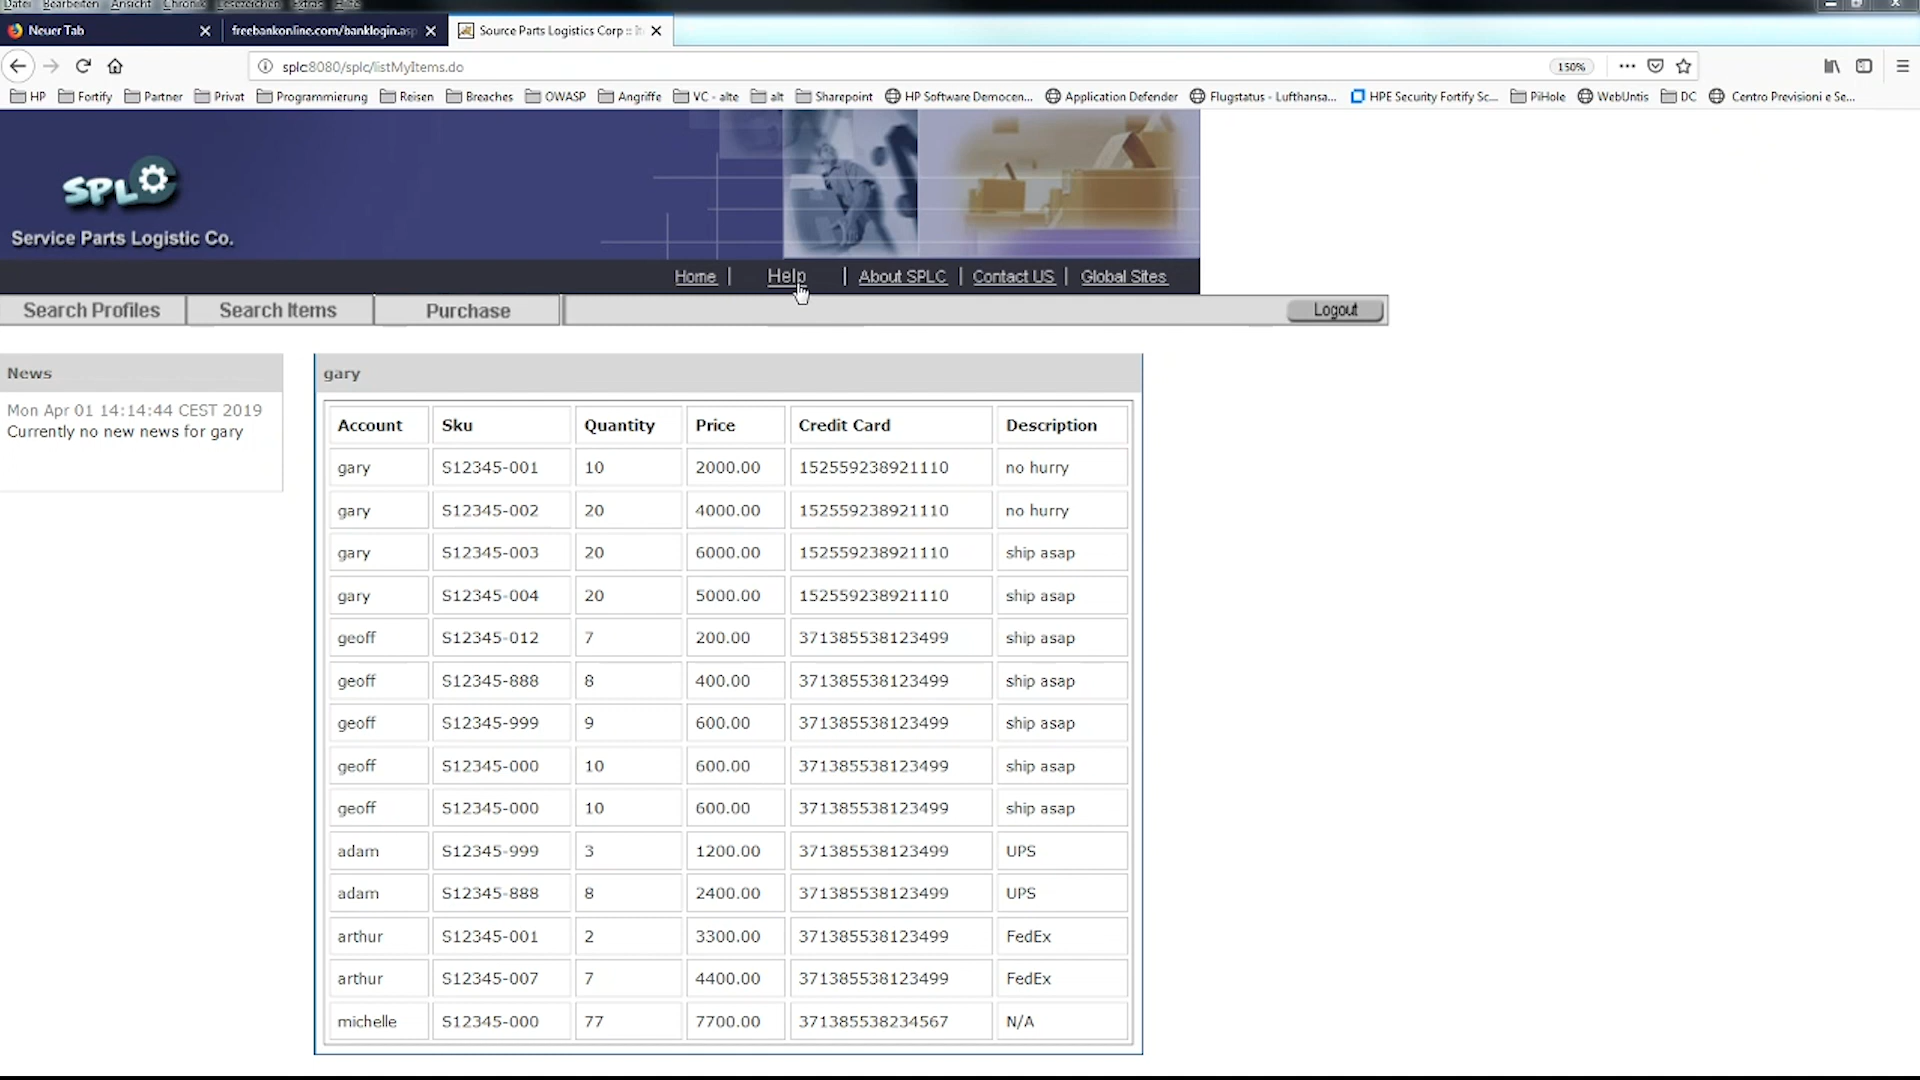 Datei Bearbeiten Ansicht Chronik Lesezeichen Extras Hilfe
Neuer Tab
freebankonline.com/banklogin.asp
Source Parts Logistics Corp ::
splc:8080/splc/listMyItems.do
150%
HP Fortify Partner Privat Programmierung Reisen Breaches OWASP Angriffe VC - alte alt Sharepoint HP Software Democen... Application Defender Flugstatus - Lufthansa... HPE Security Fortify Sc... PiHole WebUntis DC Centro Previsioni e Se...
SPLC
Service Parts Logistic Co.
Home | Help | About SPLC | Contact US | Global Sites
Search Profiles Search Items Purchase Logout
News
Mon Apr 01 14:14:44 CEST 2019
Currently no new news for gary
gary
Account Sku Quantity Price Credit Card Description
gary S12345-001 10 2000.00 152559238921110 no hurry
gary S12345-002 20 4000.00 152559238921110 no hurry
gary S12345-003 20 6000.00 152559238921110 ship asap
gary S12345-004 20 5000.00 152559238921110 ship asap
geoff S12345-012 7 200.00 371385538123499 ship asap
geoff S12345-888 8 400.00 371385538123499 ship asap
geoff S12345-999 9 600.00 371385538123499 ship asap
geoff S12345-000 10 600.00 371385538123499 ship asap
geoff S12345-000 10 600.00 371385538123499 ship asap
adam S12345-999 3 1200.00 371385538123499 UPS
adam S12345-888 8 2400.00 371385538123499 UPS
arthur S12345-001 2 3300.00 371385538123499 FedEx
arthur S12345-007 7 4400.00 371385538123499 FedEx
michelle S12345-000 77 7700.00 371385538234567 N/A